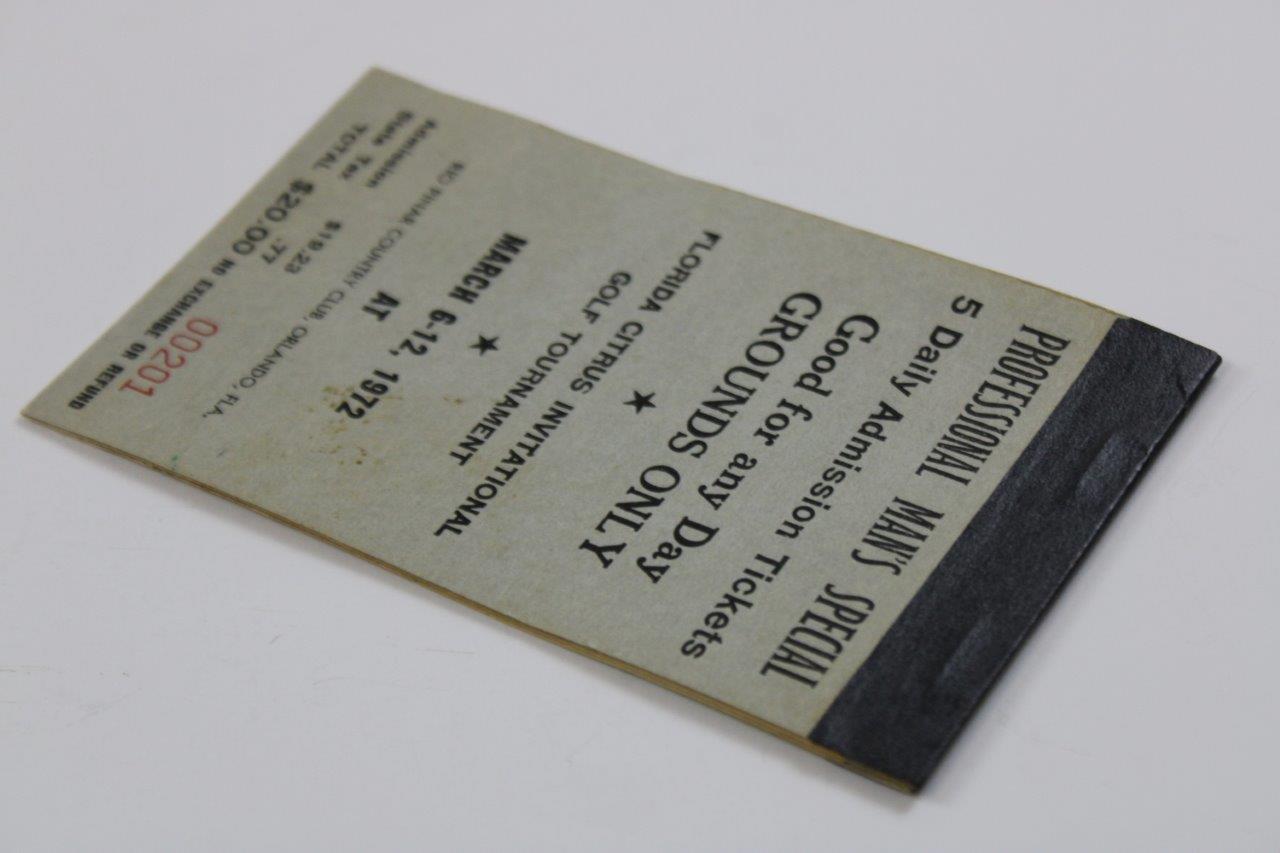 PROFESSIONAL MAN'S SPECIAL
5 Daily Admission Tickets
Good for any Day
GROUNDS ONLY
★
FLORIDA CITRUS INVITATIONAL
GOLF TOURNAMENT
★
MARCH 6-12, 1972
AT
RIO PINAR COUNTRY CLUB, ORLANDO, FLA.
Admission $19.23
State Tax .77
TOTAL $20.00 NO EXCHANGE OR REFUND
00201